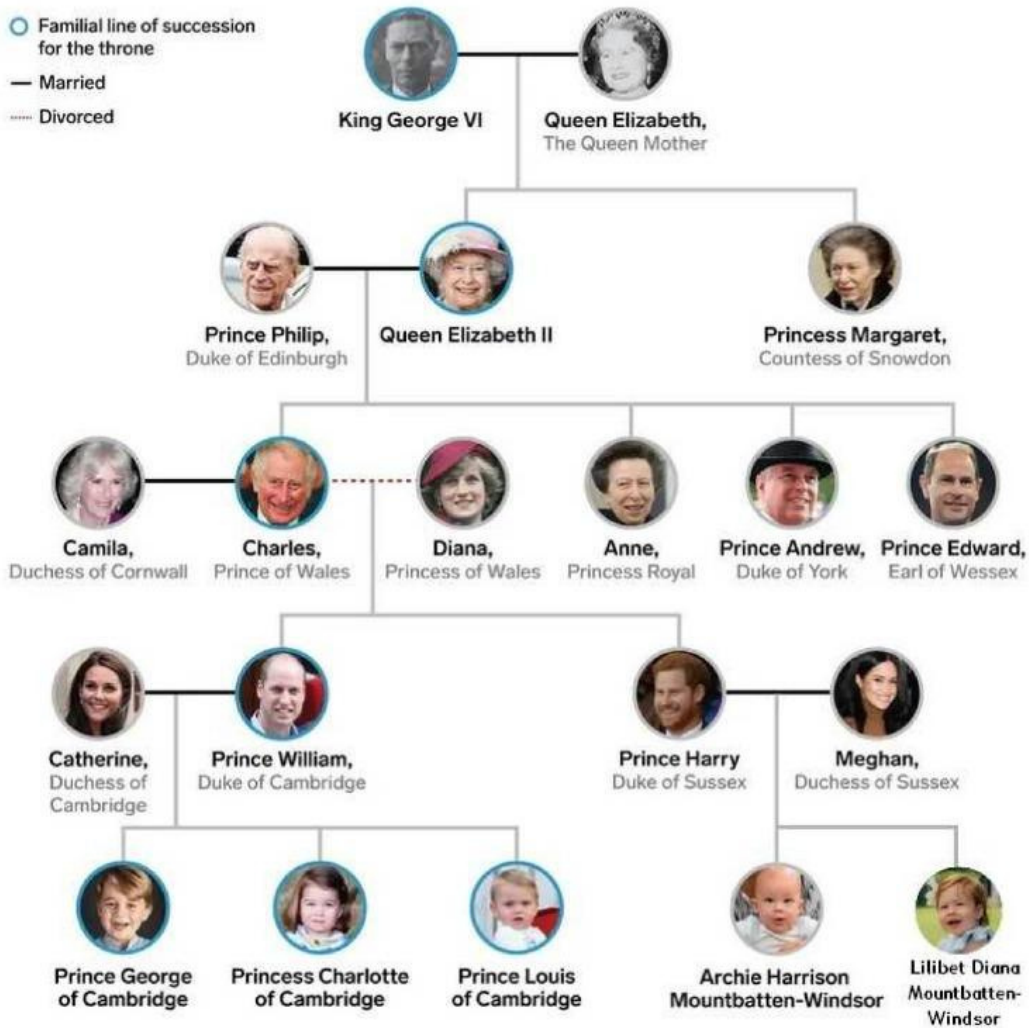 Familial line of succession
for the throne
Married
Divorced
King George VI
Queen Elizabeth,
The Queen Mother
Prince Philip,
Duke of Edinburgh
Queen Elizabeth II
Princess Margaret,
Countess of Snowdon
Camila,
Duchess of Cornwall
Charles,
Prince of Wales
Diana,
Princess of Wales
Anne,
Princess Royal
Prince Andrew,
Duke of York
Prince Edward,
Earl of Wessex
Catherine,
Duchess of
Cambridge
Prince William,
Duke of Cambridge
Prince Harry
Duke of Sussex
Meghan,
Duchess of Sussex
Prince George
of Cambridge
Princess Charlotte
of Cambridge
Prince Louis
of Cambridge
Archie Harrison
Mountbatten-Windsor
Lilibet Diana
Mountbatten-
Windsor